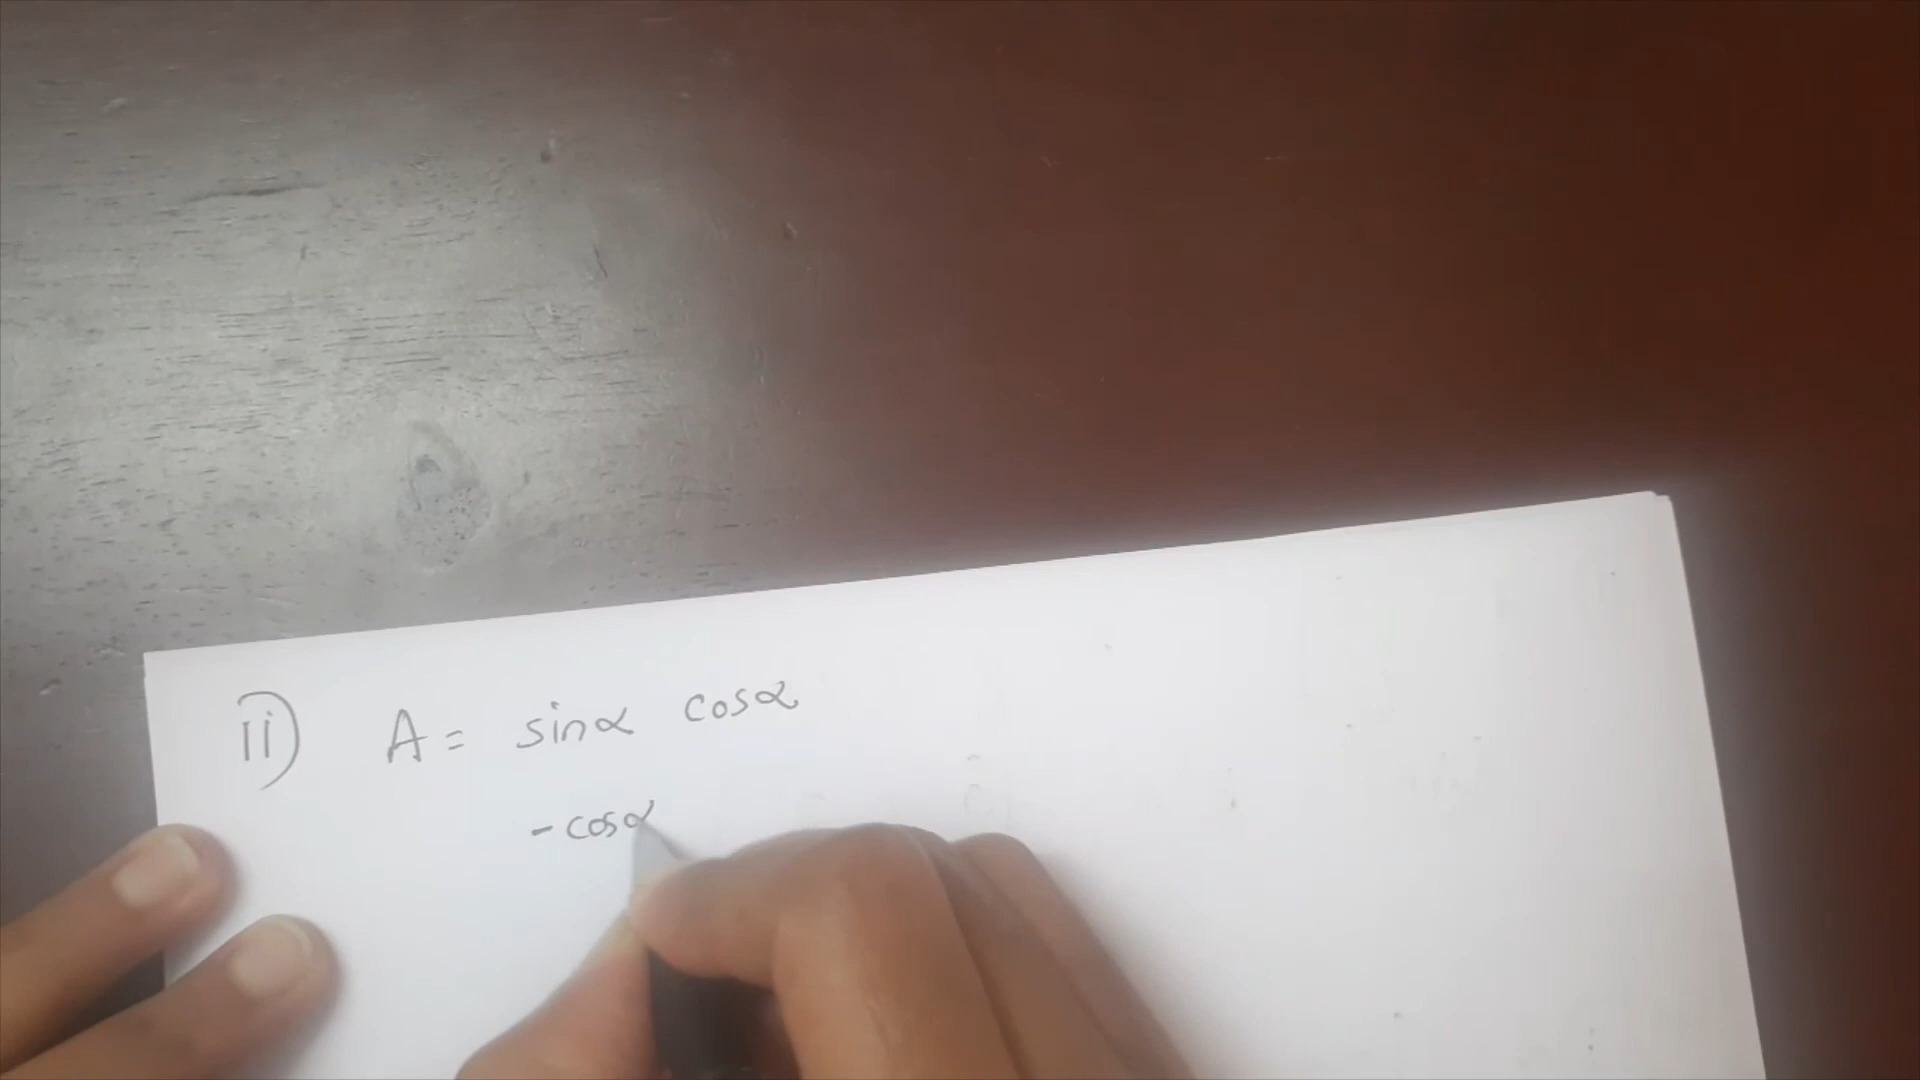 ii) A = sinα cosα
- cosα